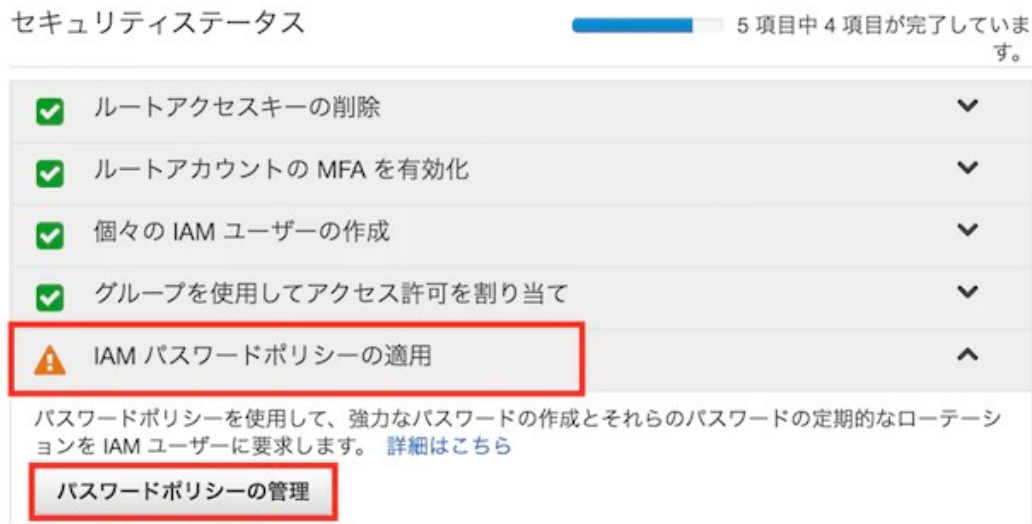 セキュリティステータス
5 項目中 4 項目が完了していま
す。
ルートアクセスキーの削除
ルートアカウントの MFA を有効化
個々の IAM ユーザーの作成
グループを使用してアクセス許可を割り当て
IAM パスワードポリシーの適用
パスワードポリシーを使用して、強力なパスワードの作成とそれらのパスワードの定期的なローテーシ
ョンを IAM ユーザーに要求します。 詳細はこちら
パスワードポリシーの管理